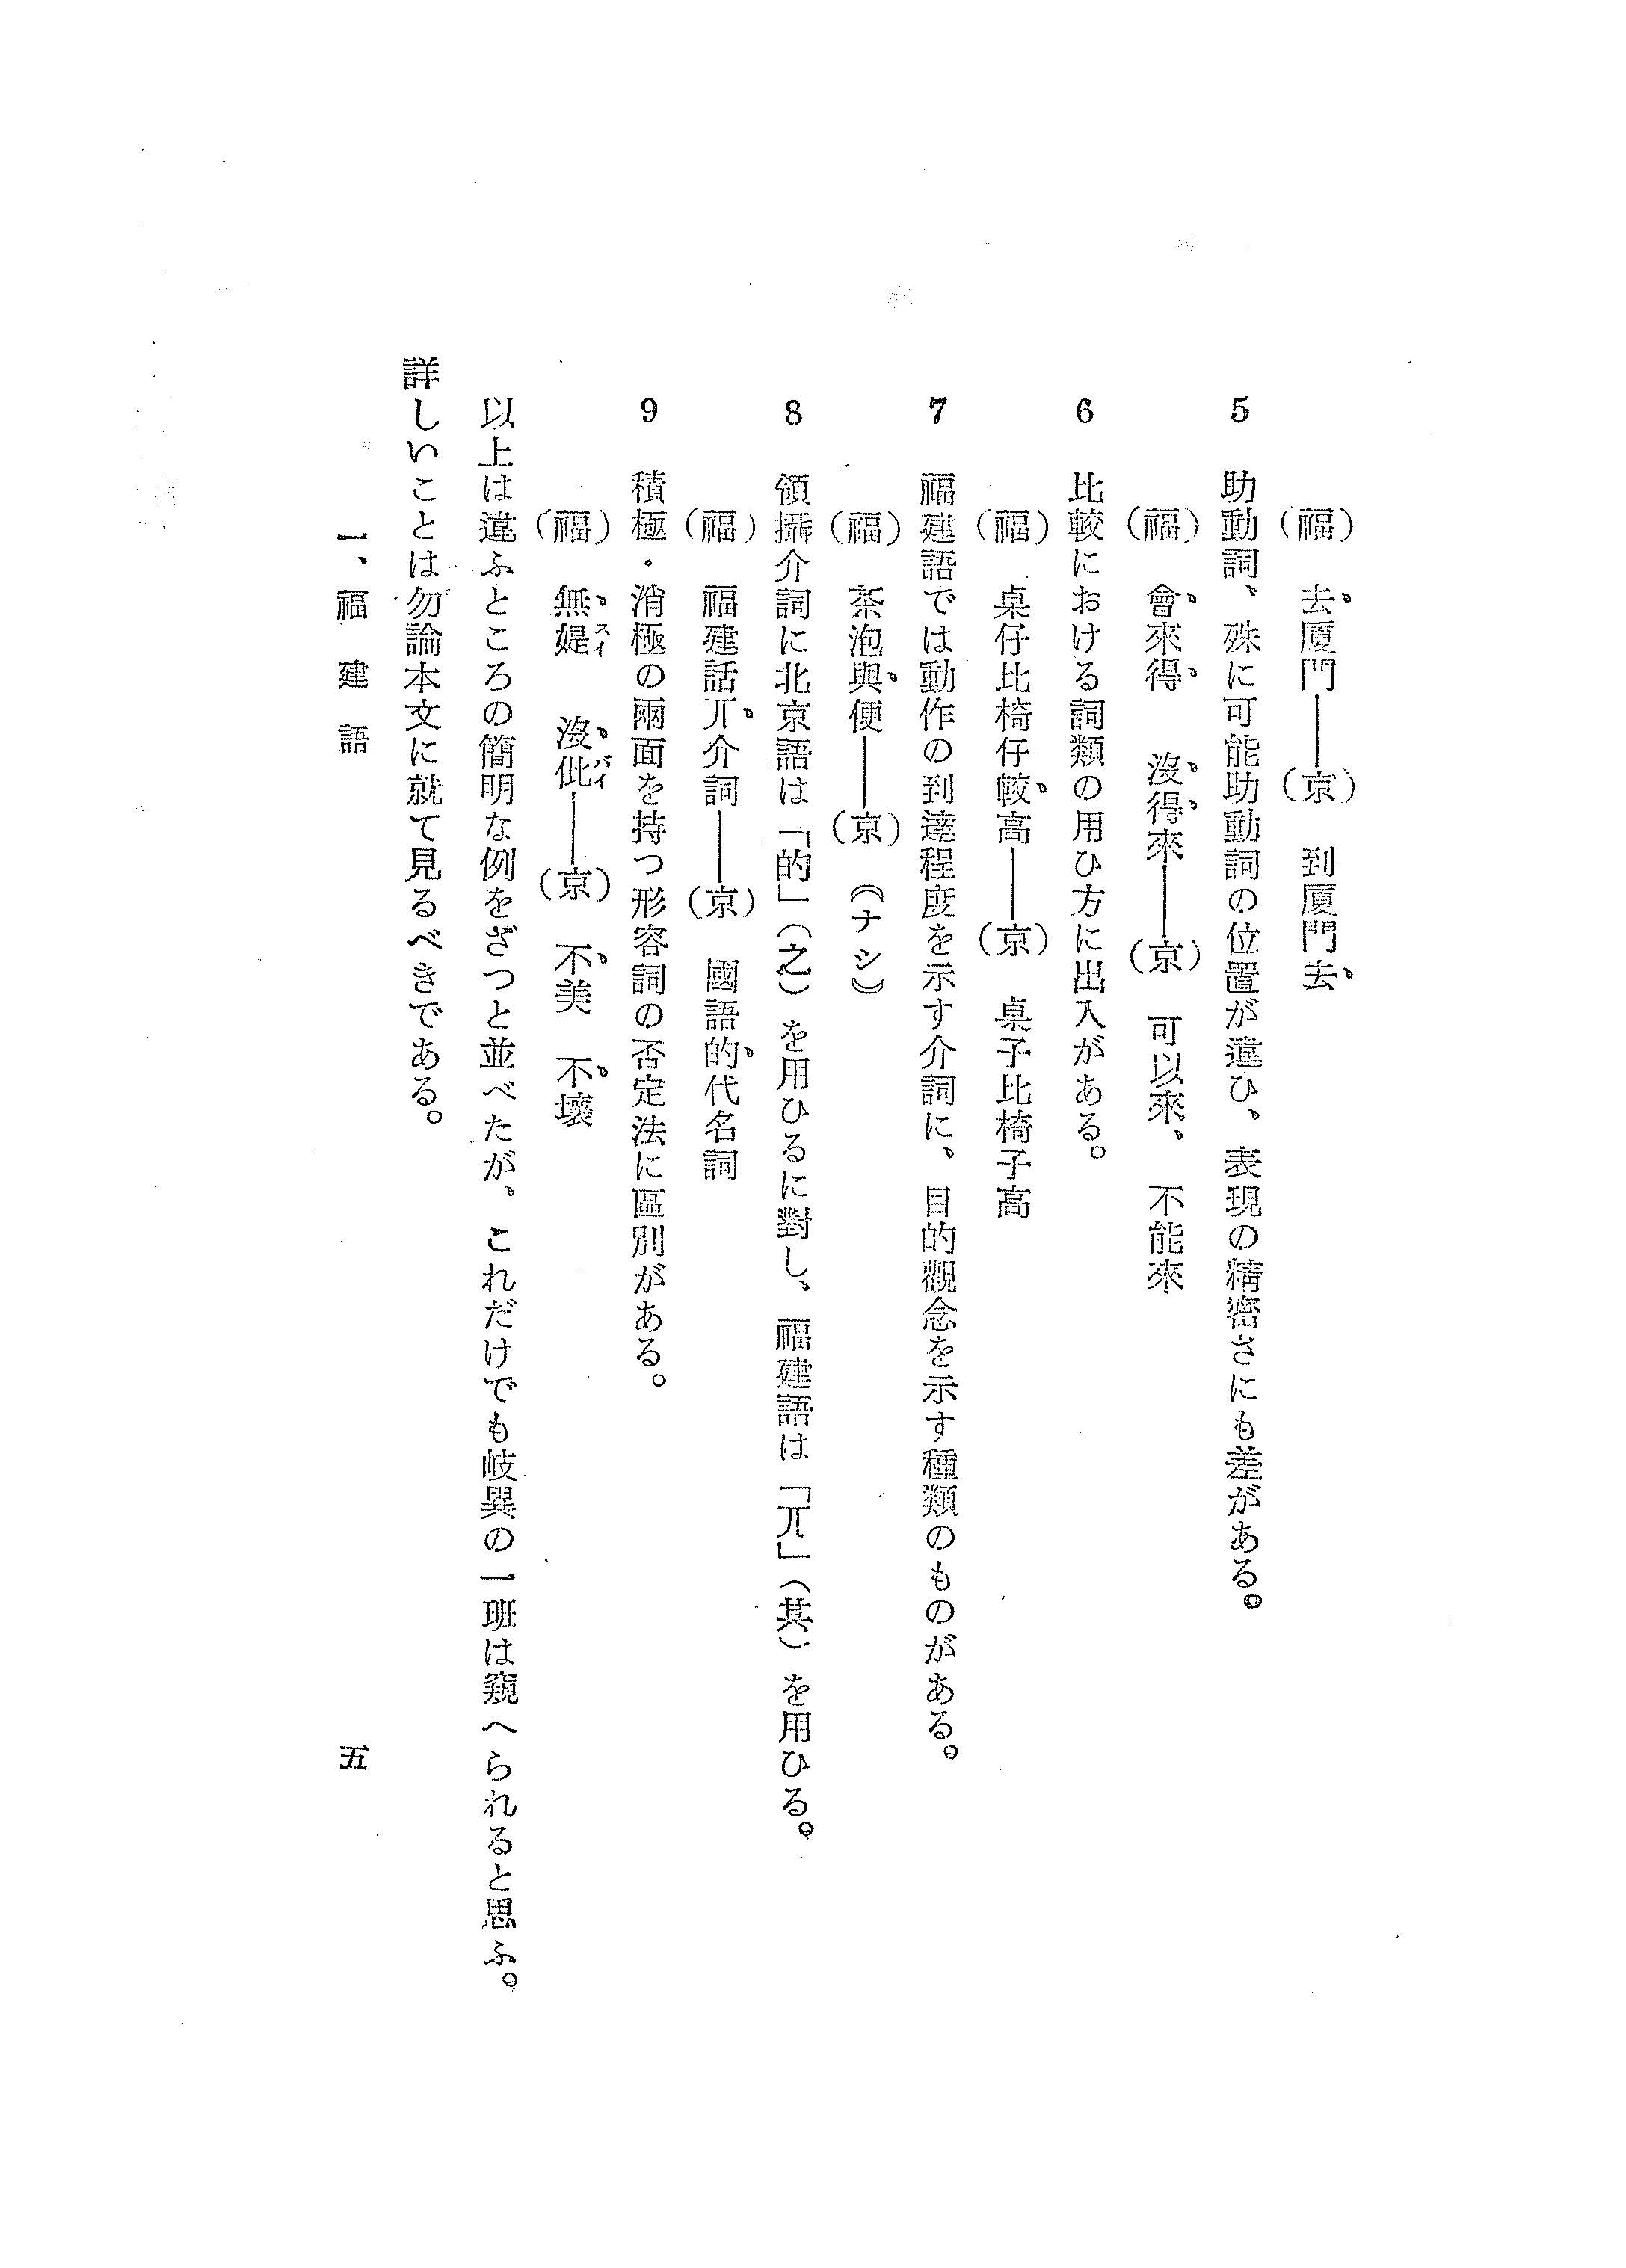 （福）　去厦門――（京）　到厦門去
5　助動詞、殊に可能助動詞の位置が違ひ、表現の精密さにも差がある。
（福）　會來得　沒得來――（京）　可以來、不能來
6　比較における詞類の用ひ方に出入がある。
（福）　桌仔比椅仔較高――（京）　桌子比椅子高
7　福建語では動作の到達程度を示す介詞に、目的觀念を示す種類のものがある。
（福）　茶泡與便――（京）　《ナシ》
8　領攝介詞に北京語は「的」（之）を用ひるに對し、福建語は「丌」（其）を用ひる。
（福）　福建話丌介詞――（京）　國語的代名詞
9　積極・消極の兩面を持つ形容詞の否定法に區別がある。
（福）　無媞スイ　沒仳バイ――（京）　不美　不壞
以上は違ふところの簡明な例をざつと並べたが、これだけでも岐異の一班は窺へられると思ふ。
詳しいことは勿論本文に就て見るべきである。
一、福建語
五